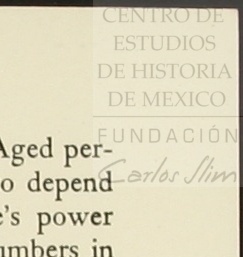 CENTRO DE
ESTUDIOS
DE HISTORIA
DE MEXICO
FUNDACIÓN
Carlos Slim
Aged per-
o depend
e's power
umbers in